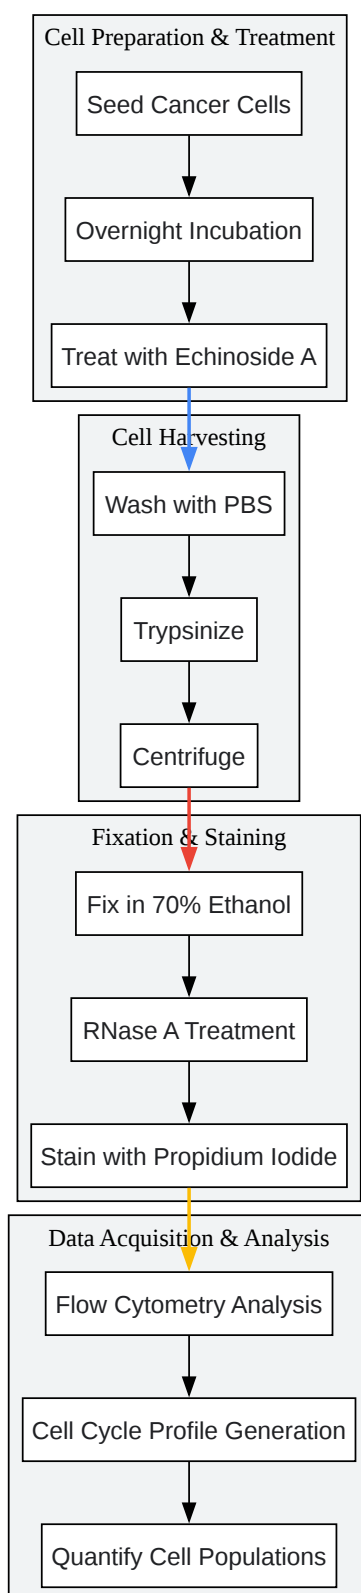 Cell Preparation & Treatment
Seed Cancer Cells
Overnight Incubation
Treat with Echinoside A
Cell Harvesting
Wash with PBS
Trypsinize
Centrifuge
Fixation & Staining
Fix in 70% Ethanol
RNase A Treatment
Stain with Propidium Iodide
Data Acquisition & Analysis
Flow Cytometry Analysis
Cell Cycle Profile Generation
Quantify Cell Populations